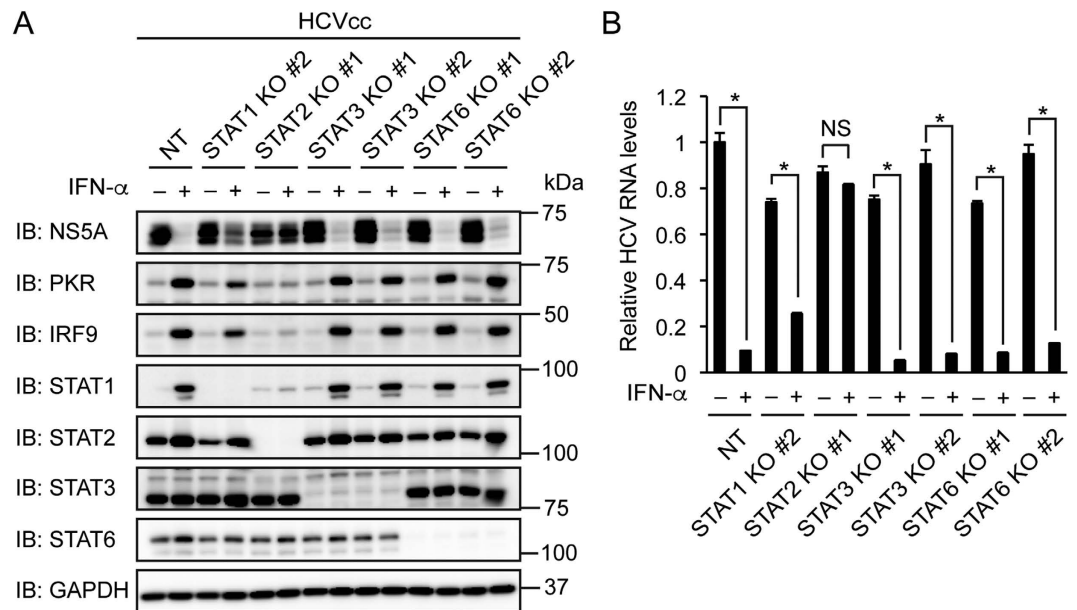 A
HCVcc
NT
STAT1 KO #2
STAT2 KO #1
STAT3 KO #1
STAT3 KO #2
STAT6 KO #1
STAT6 KO #2
IFN-α – + – + – + – + – + – + – + kDa
IB: NS5A 75
IB: PKR 75
IB: IRF9 50
IB: STAT1 100
IB: STAT2 100
IB: STAT3 75
IB: STAT6 100
IB: GAPDH 37
B
Relative HCV RNA levels
1.2
1
0.8
0.6
0.4
0.2
0
* * NS * * * *
IFN-α – + – + – + – + – + – + – +
NT
STAT1 KO #2
STAT2 KO #1
STAT3 KO #1
STAT3 KO #2
STAT6 KO #1
STAT6 KO #2